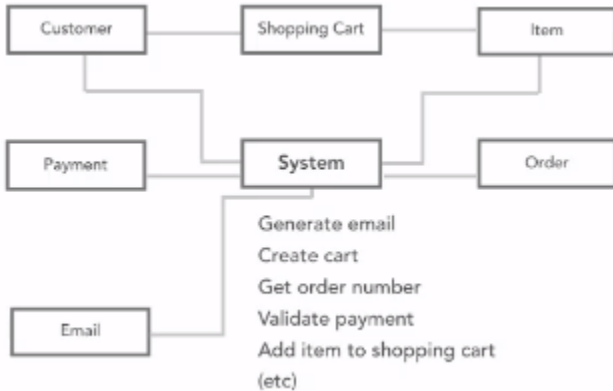 Customer
Shopping Cart
Item
Payment
System
Order
Generate email
Create cart
Get order number
Validate payment
Add item to shopping cart
(etc)
Email